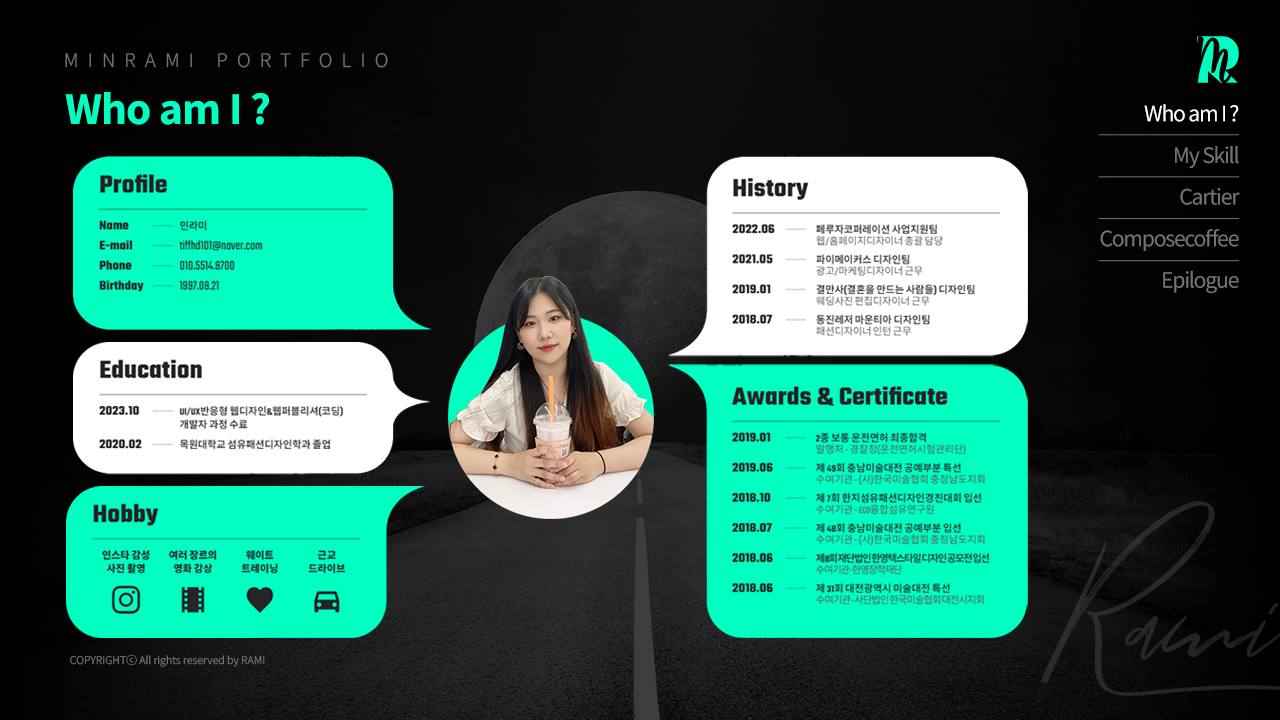 MINRAMI PORTFOLIO
Who am I ?
Profile
Name 민라미
E-mail tiffhd101@naver.com
Phone 010.5514.8700
Birthday 1997.08.21
Education
2023.10 UI/UX반응형 웹디자인&웹퍼블리셔(코딩)
개발자 과정 수료
2020.02 목원대학교 섬유패션디자인학과 졸업
Hobby
인스타 감성
사진 촬영
여러 장르의
영화 감상
웨이트
트레이닝
근교
드라이브
COPYRIGHTⓒ All rights reserved by RAMI
History
2022.06 페루자코퍼레이션 사업지원팀
웹/홈페이지디자이너 총괄 담당
2021.05 파이메이커스 디자인팀
광고/마케팅디자이너 근무
2019.01 결만사(결혼을 만드는 사람들) 디자인팀
웨딩사진 편집디자이너 근무
2018.07 동진레저 마운티아 디자인팀
패션디자이너 인턴 근무
Awards & Certificate
2019.01 2종 보통 운전면허 최종합격
발행처 - 경찰청(운전면허시험관리단)
2019.06 제 49회 충남미술대전 공예부분 특선
수여기관 - (사)한국미술협회 충청남도지회
2018.10 제 7회 한지섬유패션디자인경진대회 입선
수여기관 - ECO융합섬유연구원
2018.07 제 48회 충남미술대전 공예부분 입선
수여기관 - (사)한국미술협회 충청남도지회
2018.06 제8회재단법인한영텍스타일디자인공모전입선
수여기관-한영장학재단
2018.06 제 31회 대전광역시 미술대전 특선
수여기관-사단법인한국미술협회대전시지회
Who am I ?
My Skill
Cartier
Composecoffee
Epilogue
Rami